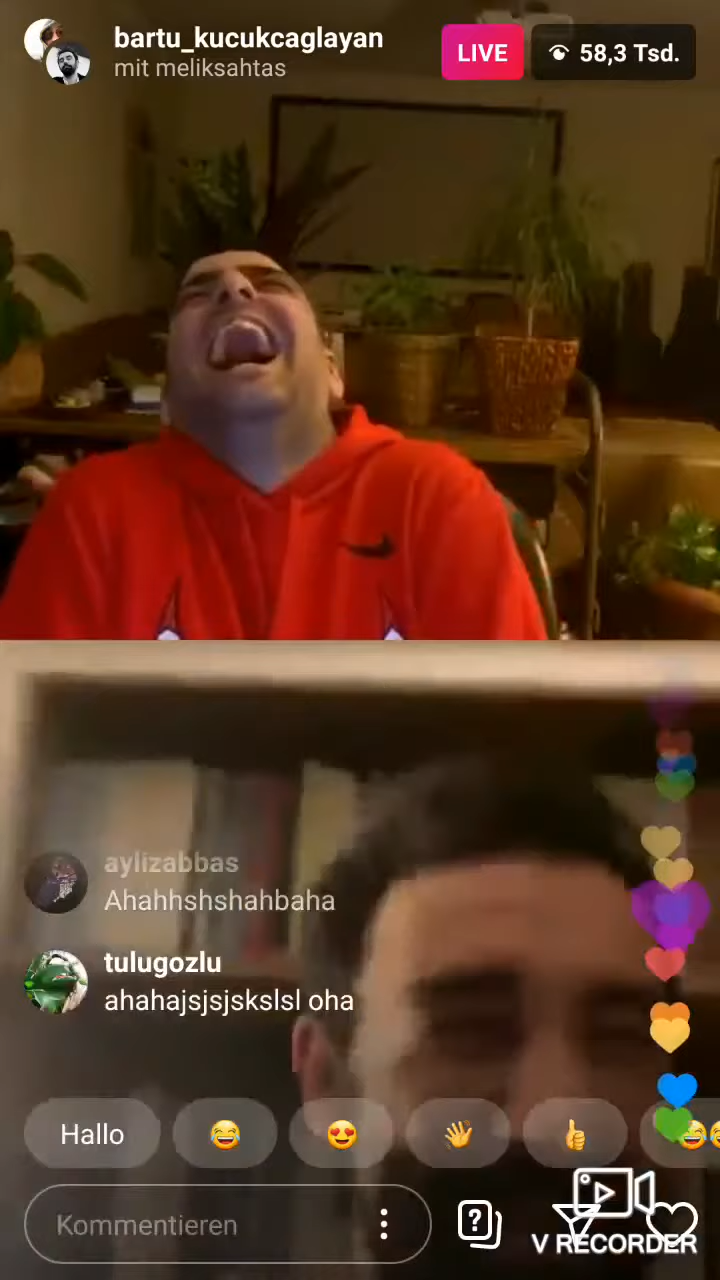 bartu_kucukcaglayan
mit meliksahtas
LIVE
58,3 Tsd.
aylizabbas
Ahahhshshahbaha
tulugozlu
ahahajsjsjskslsl oha
Hallo
Kommentieren
V RECORDER